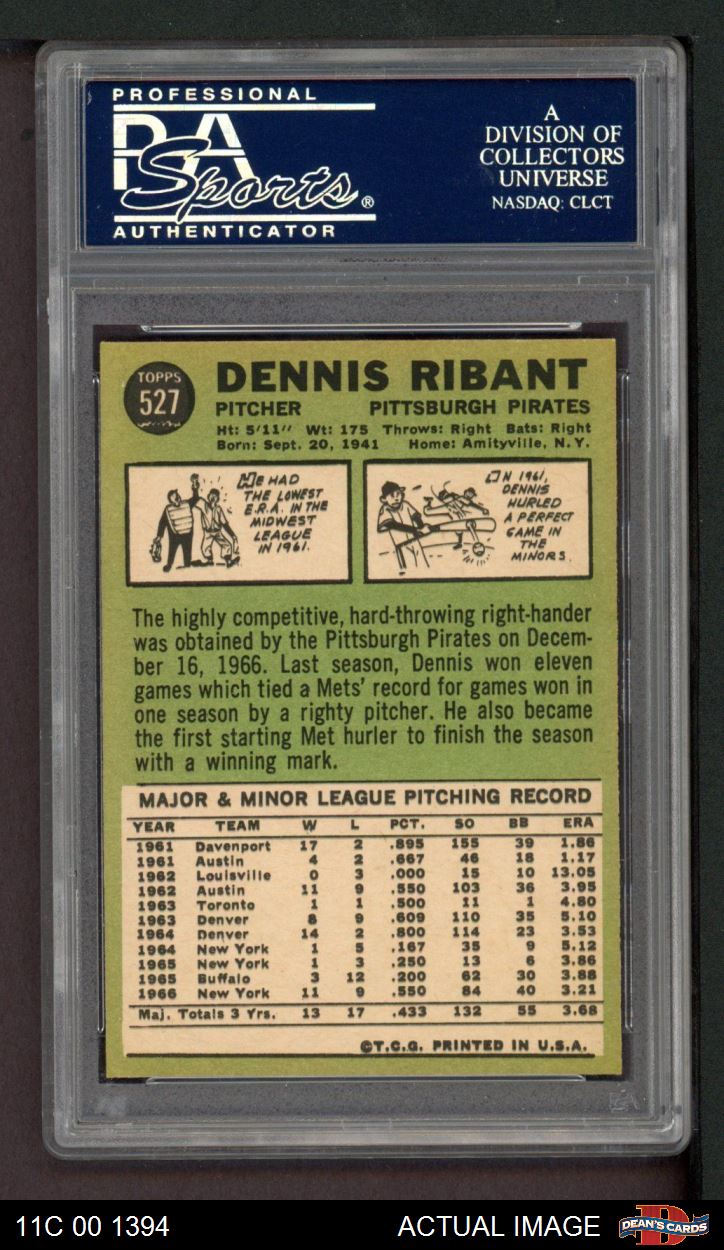 PROFESSIONAL
PSA
Sports®
AUTHENTICATOR
A
DIVISION OF
COLLECTORS
UNIVERSE
NASDAQ: CLCT
TOPPS
527
DENNIS RIBANT
PITCHER PITTSBURGH PIRATES
Ht: 5'11" Wt: 175 Throws: Right Bats: Right
Born: Sept. 20, 1941 Home: Amityville, N.Y.
HE HAD
THE LOWEST
E.R.A. IN THE
MIDWEST
LEAGUE
IN 1961.
IN 1961,
DENNIS
HURLED
A PERFECT
GAME IN
THE
MINORS.
The highly competitive, hard-throwing right-hander
was obtained by the Pittsburgh Pirates on Decem-
ber 16, 1966. Last season, Dennis won eleven
games which tied a Mets' record for games won in
one season by a righty pitcher. He also became
the first starting Met hurler to finish the season
with a winning mark.
MAJOR & MINOR LEAGUE PITCHING RECORD
YEAR TEAM W L PCT. SO BB ERA
1961 Davenport 17 2 .895 155 39 1.86
1961 Austin 4 2 .667 46 18 1.17
1962 Louisville 0 3 .000 15 10 13.05
1962 Austin 11 9 .550 103 36 3.95
1963 Toronto 1 1 .500 11 1 4.80
1963 Denver 8 9 .609 110 35 5.10
1964 Denver 14 2 .800 114 23 3.53
1964 New York 1 5 .167 35 9 5.12
1965 New York 1 3 .250 13 6 3.86
1965 Buffalo 3 12 .200 62 30 3.88
1966 New York 11 9 .550 84 40 3.21
Maj. Totals 3 Yrs. 13 17 .433 132 55 3.68
©T.C.G. PRINTED IN U.S.A.
11C 00 1394 ACTUAL IMAGE DEAN'S CARDS